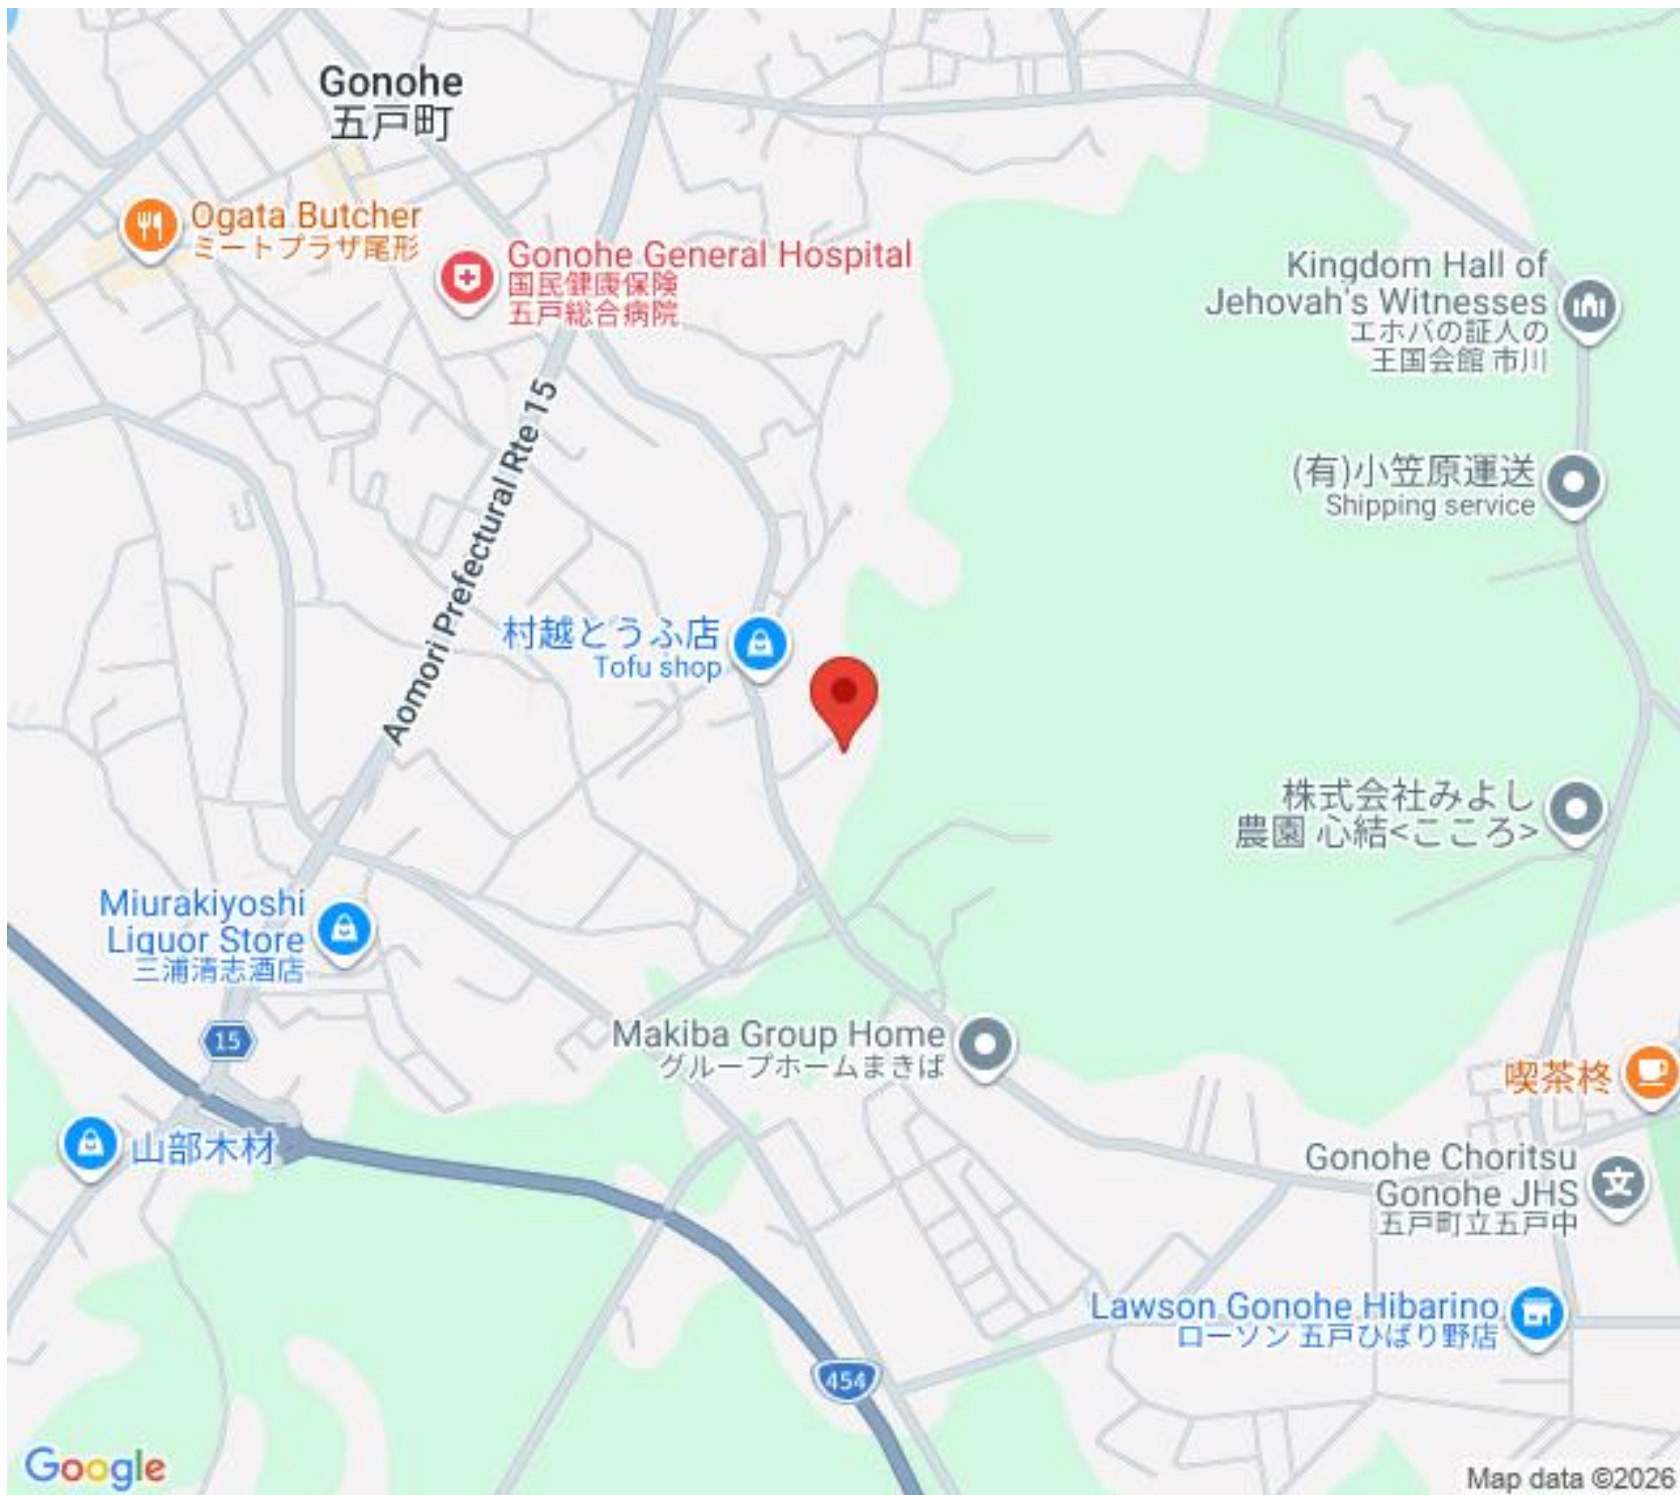 Gonohe
五戸町
Ogata Butcher
ミートプラザ尾形
Gonohe General Hospital
国民健康保険
五戸総合病院
Kingdom Hall of
Jehovah's Witnesses
エホバの証人の
王国会館 市川
Aomori Prefectural Rte 15
(有)小笠原運送
Shipping service
村越とうふ店
Tofu shop
株式会社みよし
農園 心結<こころ>
Miurakiyoshi
Liquor Store
三浦清志酒店
15
Makiba Group Home
グループホームまきば
喫茶柊
山部木材
Gonohe Choritsu
Gonohe JHS
五戸町立五戸中
文
Lawson Gonohe Hibarino
ローソン 五戸ひばり野店
454
Google
Map data ©2026